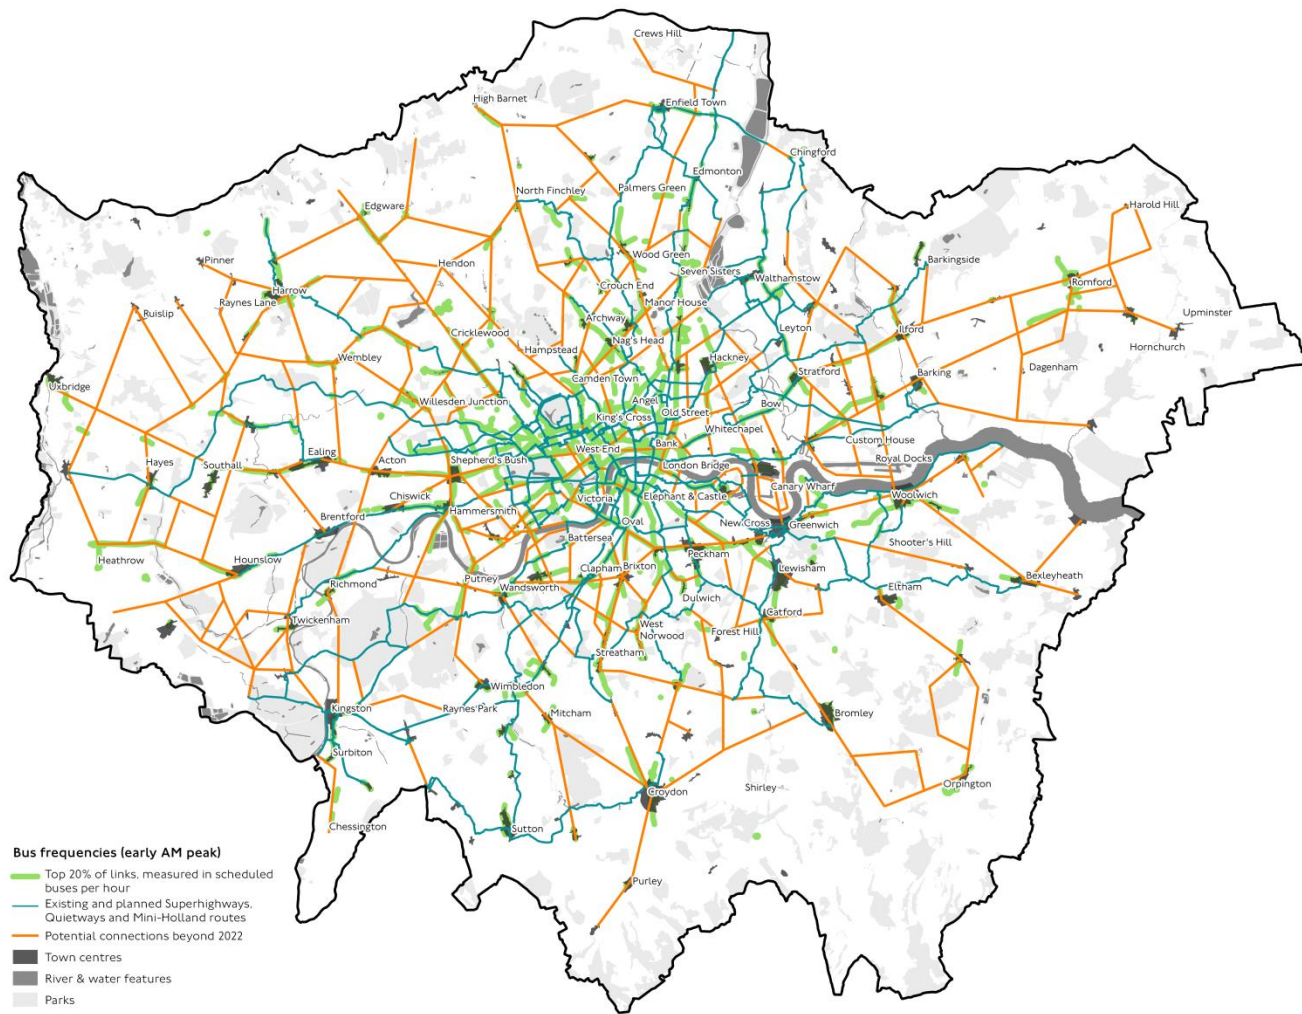 Crews Hill
High Barnet
Enfield Town
Chingford
Edmonton
North Finchley
Palmers Green
Edgware
Harold Hill
Wood Green
Pinner
Hendon
Barkingside
Seven Sisters
Walthamstow
Romford
Harrow
Crouch End
Raynes Lane
Manor House
Ruislip
Archway
Upminster
Cricklewood
Leyton
Ilford
Nag's Head
Hornchurch
Hampstead
Wembley
Hackney
Dagenham
Stratford
Barking
Uxbridge
Camden Town
Willesden Junction
Angel
Bow
King's Cross
Old Street
Whitechapel
Custom House
West End
Bank
Ealing
Shepherd's Bush
Royal Docks
Hayes
Southall
Acton
London Bridge
Canary Wharf
Chiswick
Victoria
Elephant & Castle
Woolwich
Hammersmith
Brentford
Oval
New Cross
Greenwich
Battersea
Shooter's Hill
Heathrow
Hounslow
Peckham
Clapham
Brixton
Lewisham
Richmond
Putney
Wandsworth
Bexleyheath
Eltham
Dulwich
Catford
Twickenham
West
Norwood
Forest Hill
Streatham
Wimbledon
Kingston
Raynes Park
Mitcham
Bromley
Surbiton
Croydon
Shirley
Orpington
Chessington
Sutton
Purley
Bus frequencies (early AM peak)
Top 20% of links, measured in scheduled
buses per hour
Existing and planned Superhighways,
Quietways and Mini-Holland routes
Potential connections beyond 2022
Town centres
River & water features
Parks